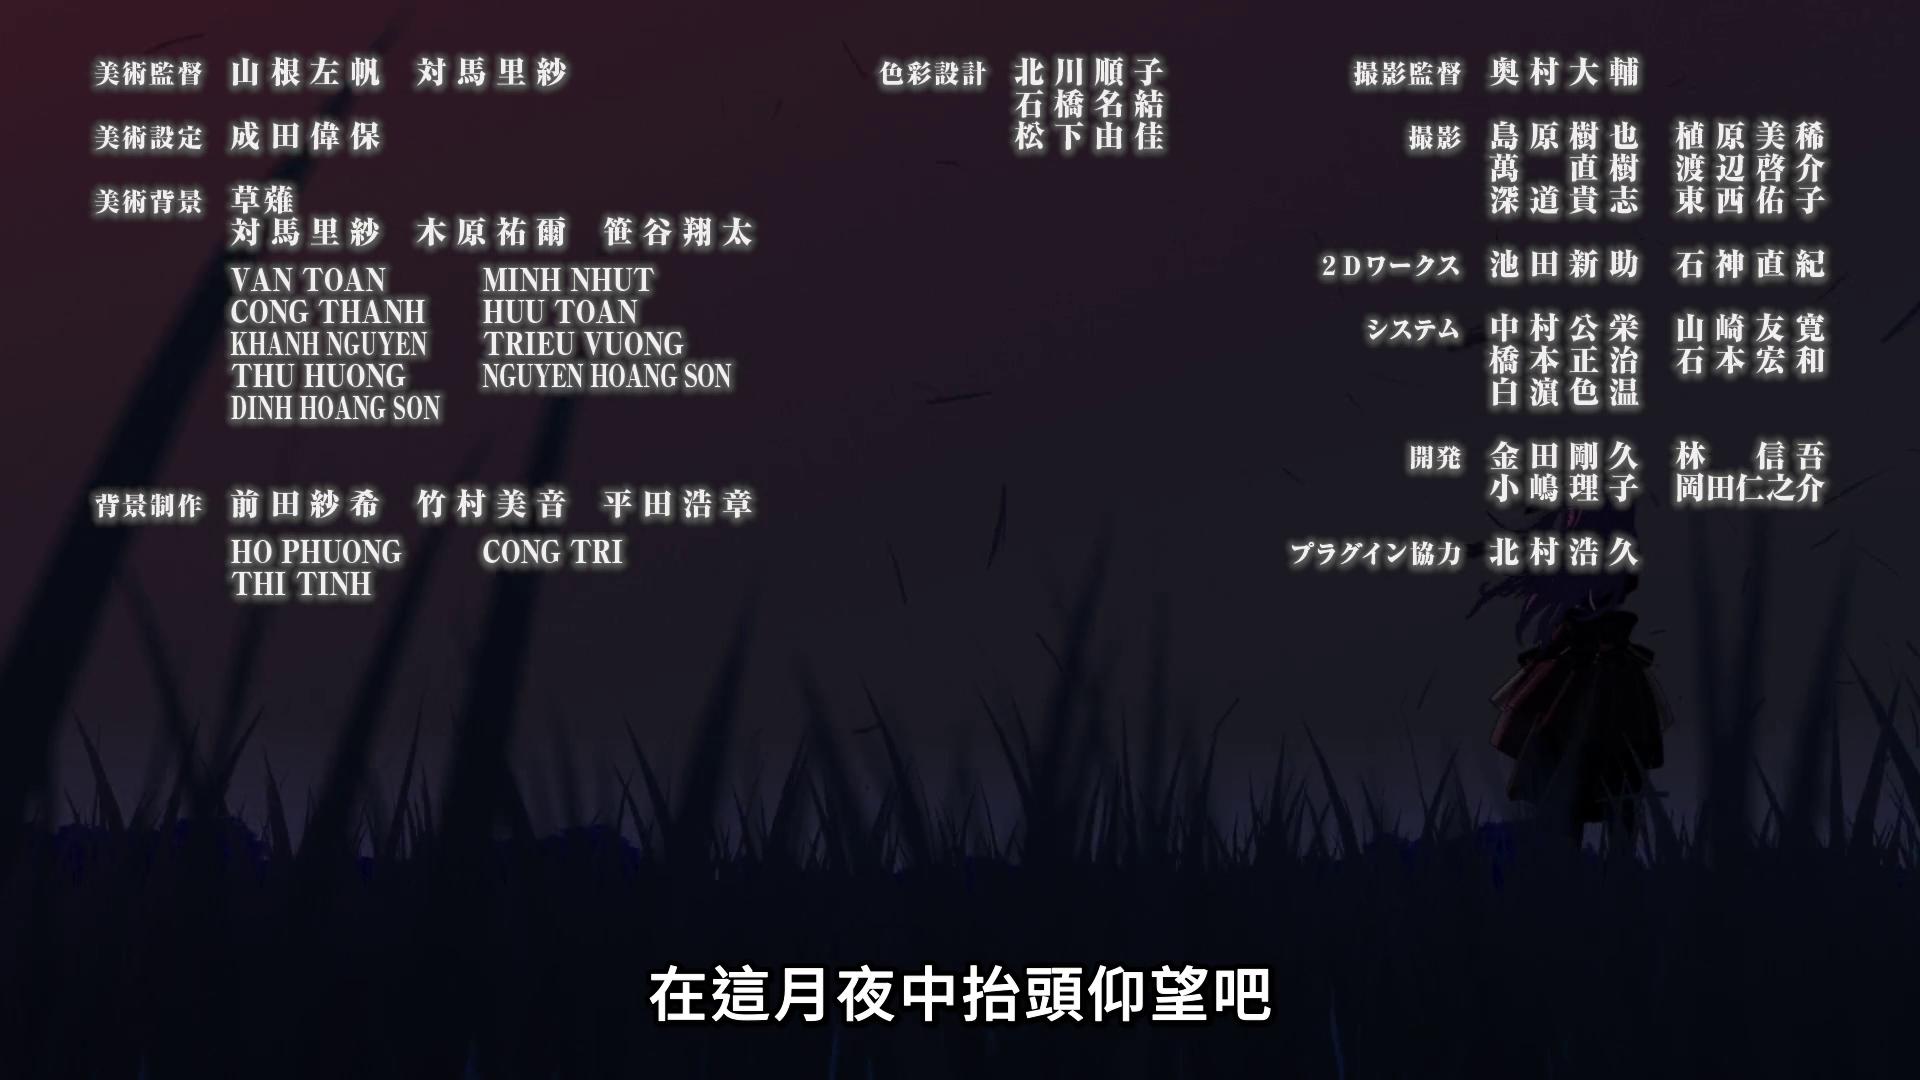 美術監督 山根左帆 対馬里紗
美術設定 成田偉保
美術背景 草薙
対馬里紗 木原祐爾 笹谷翔太
VAN TOAN MINH NHUT
CONG THANH HUU TOAN
KHANH NGUYEN TRIEU VUONG
THU HUONG NGUYEN HOANG SON
DINH HOANG SON
背景制作 前田紗希 竹村美音 平田浩章
HO PHUONG CONG TRI
THI TINH
色彩設計 北川順子
石橋名結
松下由佳
撮影監督 奥村大輔
撮影 島原樹也 植原美稀
萬 直樹 渡辺啓介
深道貴志 東西佑子
2Dワークス 池田新助 石神直紀
システム 中村公栄 山崎友寛
橋本正治 石本宏和
白濵色温
開発 金田剛久 林 信吾
小嶋理子 岡田仁之介
プラグイン協力 北村浩久
在這月夜中抬頭仰望吧